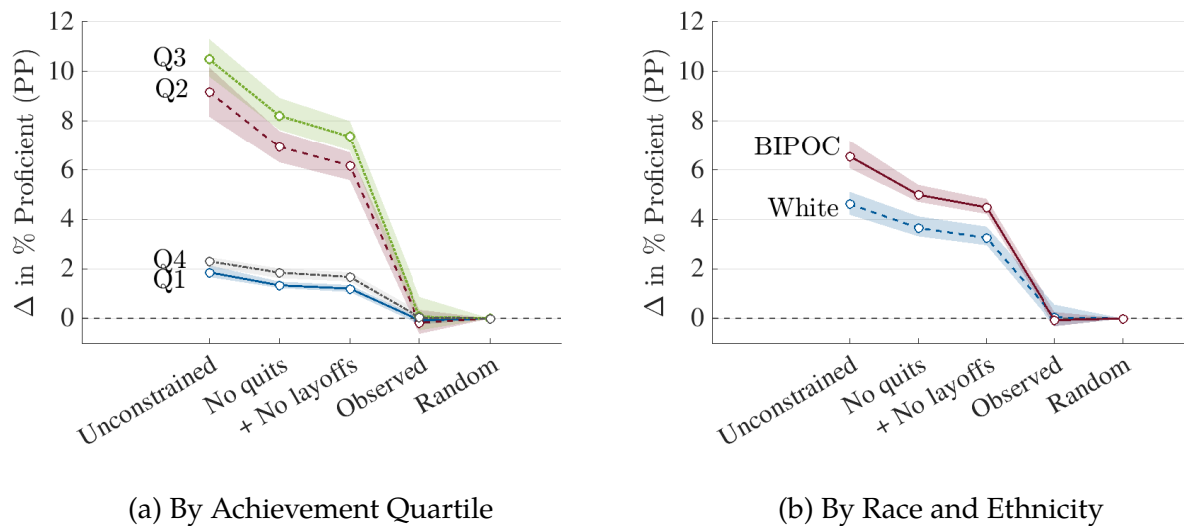 12
10
8
6
4
2
0
Δ in % Proficient (PP)
Q3
Q2
Q4
Q1
Unconstrained
No quits
+ No layoffs
Observed
Random
(a) By Achievement Quartile
12
10
8
6
4
2
0
Δ in % Proficient (PP)
BIPOC
White
Unconstrained
No quits
+ No layoffs
Observed
Random
(b) By Race and Ethnicity